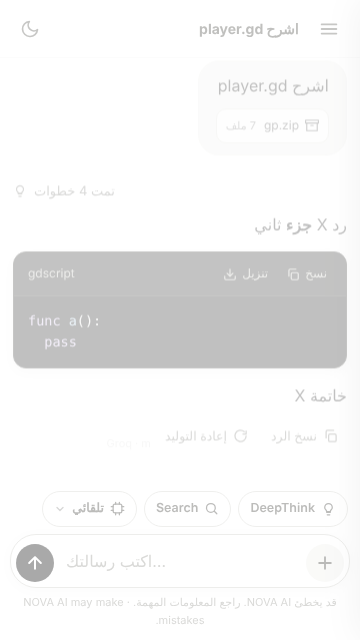 اشرح player.gd
اشرح player.gd
gp.zip 7 ملف
تمت 4 خطوات
رد X جزء ثاني
gdscript تنزيل نسخ
func a():
pass
خاتمة X
نسخ الرد إعادة التوليد
DeepThink Search تلقائي
اكتب رسالتك...
قد يخطئ NOVA AI. راجع المعلومات المهمة. · NOVA AI may make
mistakes.